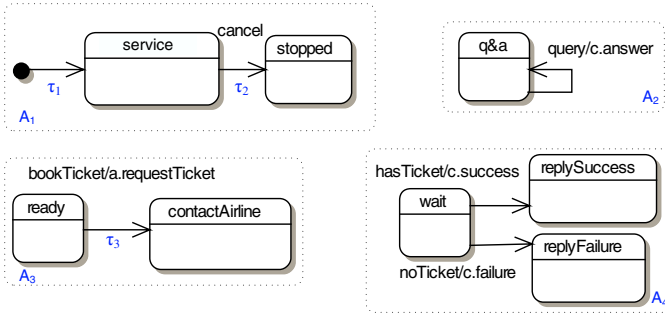 cancel
service
stopped
τ1
τ2
A1
q&a
query/c.answer
A2
bookTicket/a.requestTicket
ready
contactAirline
τ3
A3
hasTicket/c.success
replySuccess
wait
replyFailure
noTicket/c.failure
A4